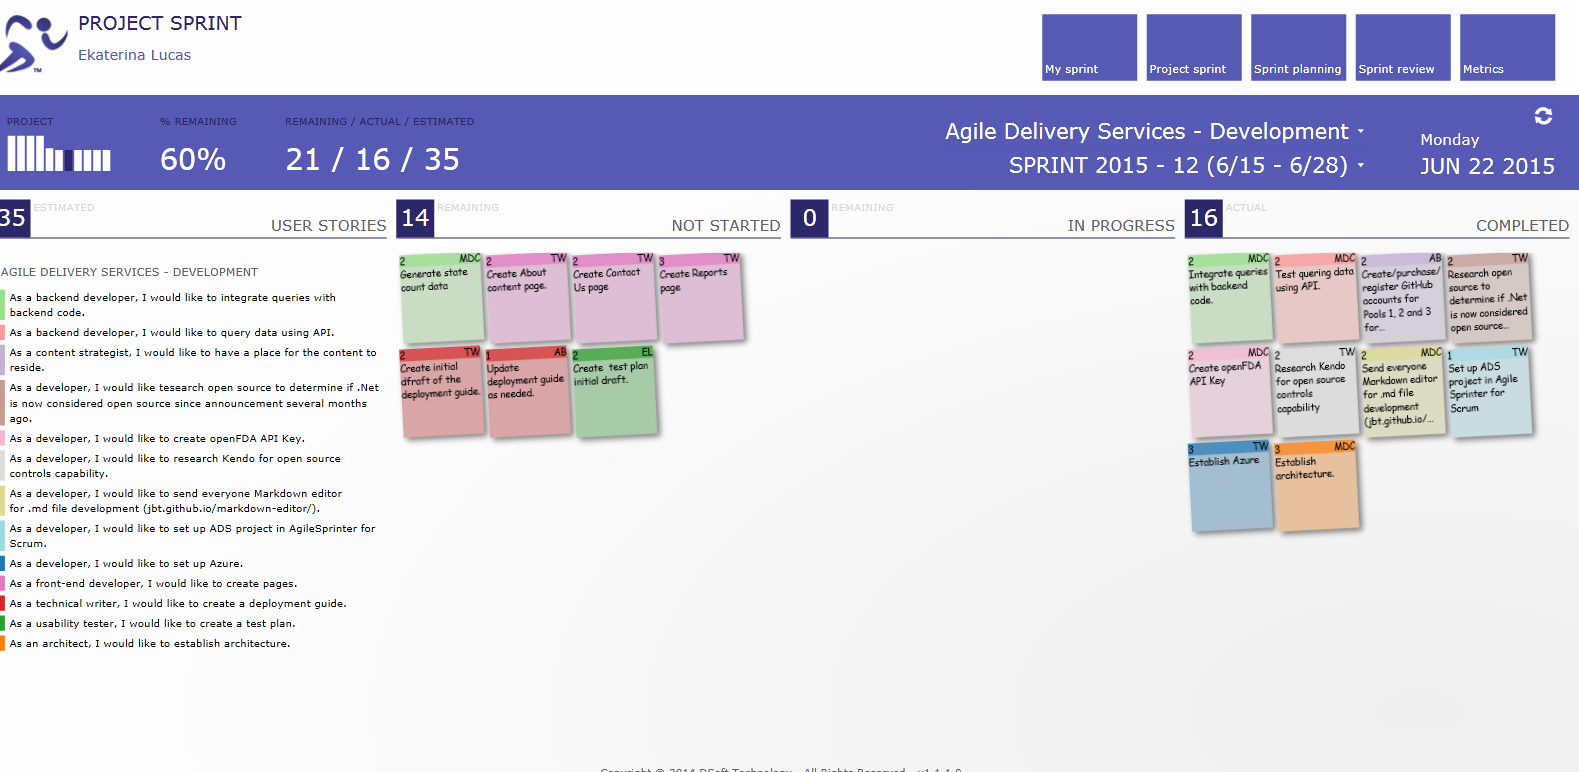 PROJECT SPRINT
Ekaterina Lucas
TM
My sprint
Project sprint
Sprint planning
Sprint review
Metrics
PROJECT
% REMAINING
60%
REMAINING / ACTUAL / ESTIMATED
21 / 16 / 35
Agile Delivery Services - Development
SPRINT 2015 - 12 (6/15 - 6/28)
Monday
JUN 22 2015
35
ESTIMATED
USER STORIES
14
REMAINING
NOT STARTED
0
REMAINING
IN PROGRESS
16
ACTUAL
COMPLETED
AGILE DELIVERY SERVICES - DEVELOPMENT
As a backend developer, I would like to integrate queries with
backend code.
As a backend developer, I would like to query data using API.
As a content strategist, I would like to have a place for the content to
reside.
As a developer, I would like tesearch open source to determine if .Net
is now considered open source since announcement several months
ago.
As a developer, I would like to create openFDA API Key.
As a developer, I would like to research Kendo for open source
controls capability.
As a developer, I would like to send everyone Markdown editor
for .md file development (jbt.github.io/markdown-editor/).
As a developer, I would like to set up ADS project in AgileSprinter for
Scrum.
As a developer, I would like to set up Azure.
As a front-end developer, I would like to create pages.
As a technical writer, I would like to create a deployment guide.
As a usability tester, I would like to create a test plan.
As an architect, I would like to establish architecture.
2 MDC
Generate state
count data
2 TW
Create About
content page.
2 TW
Create Contact
Us page
3 TW
Create Reports
page
2 TW
Create initial
dfraft of the
deployment guide.
1 AB
Update
deployment guide
as needed.
2 EL
Create test plan
initial draft.
2 MDC
Integrate queries
with backend
code.
2 MDC
Test quering data
using API.
2 AB
Create/purchase/
register GitHub
accounts for
Pools 1, 2 and 3
for...
2 TW
Research open
source to
determine if .Net
is now considered
open source...
2 MDC
Create openFDA
API Key
2 TW
Research Kendo
for open source
controls
capability
2 MDC
Send everyone
Markdown editor
for .md file
development
(jbt.github.io/...
1 TW
Set up ADS
project in Agile
Sprinter for
Scrum
3 TW
Establish Azure
3 MDC
Establish
architecture.
Copyright © 2014 DSoft Technology - All Rights Reserved - v1.1.1.0